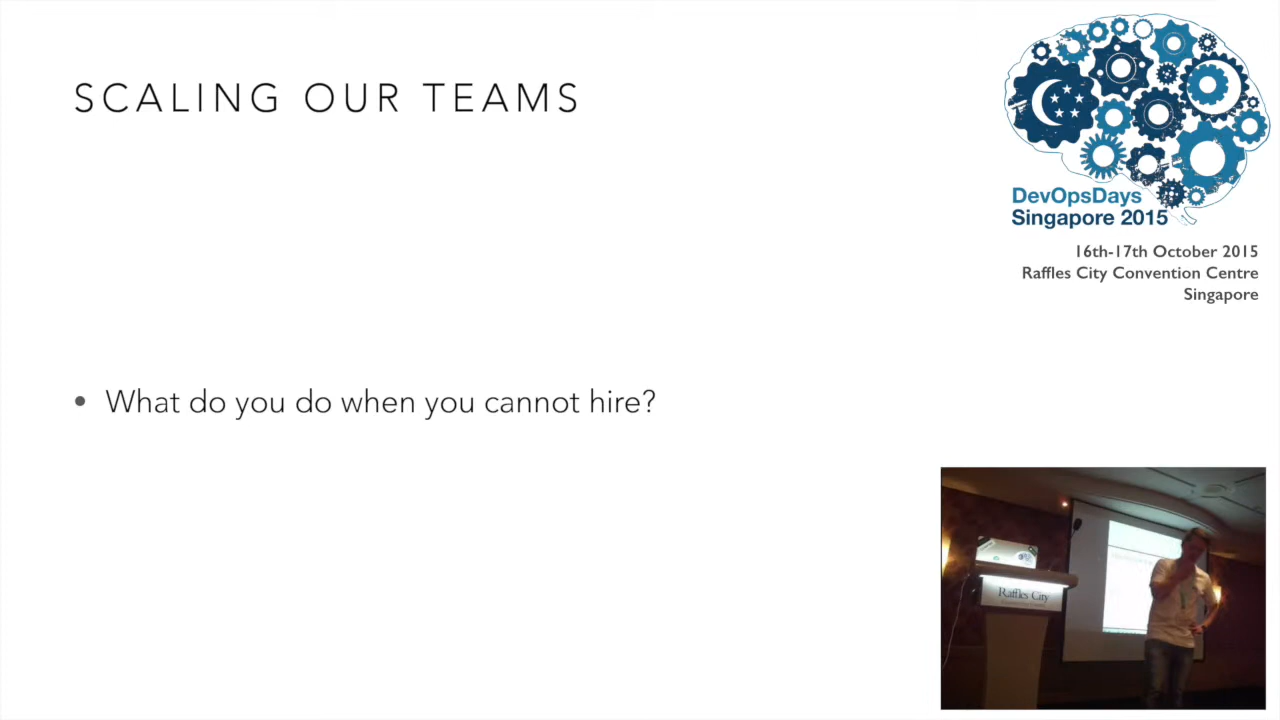 SCALING OUR TEAMS
DevOpsDays
Singapore 2015
16th-17th October 2015
Raffles City Convention Centre
Singapore
• What do you do when you cannot hire?
Raffles City